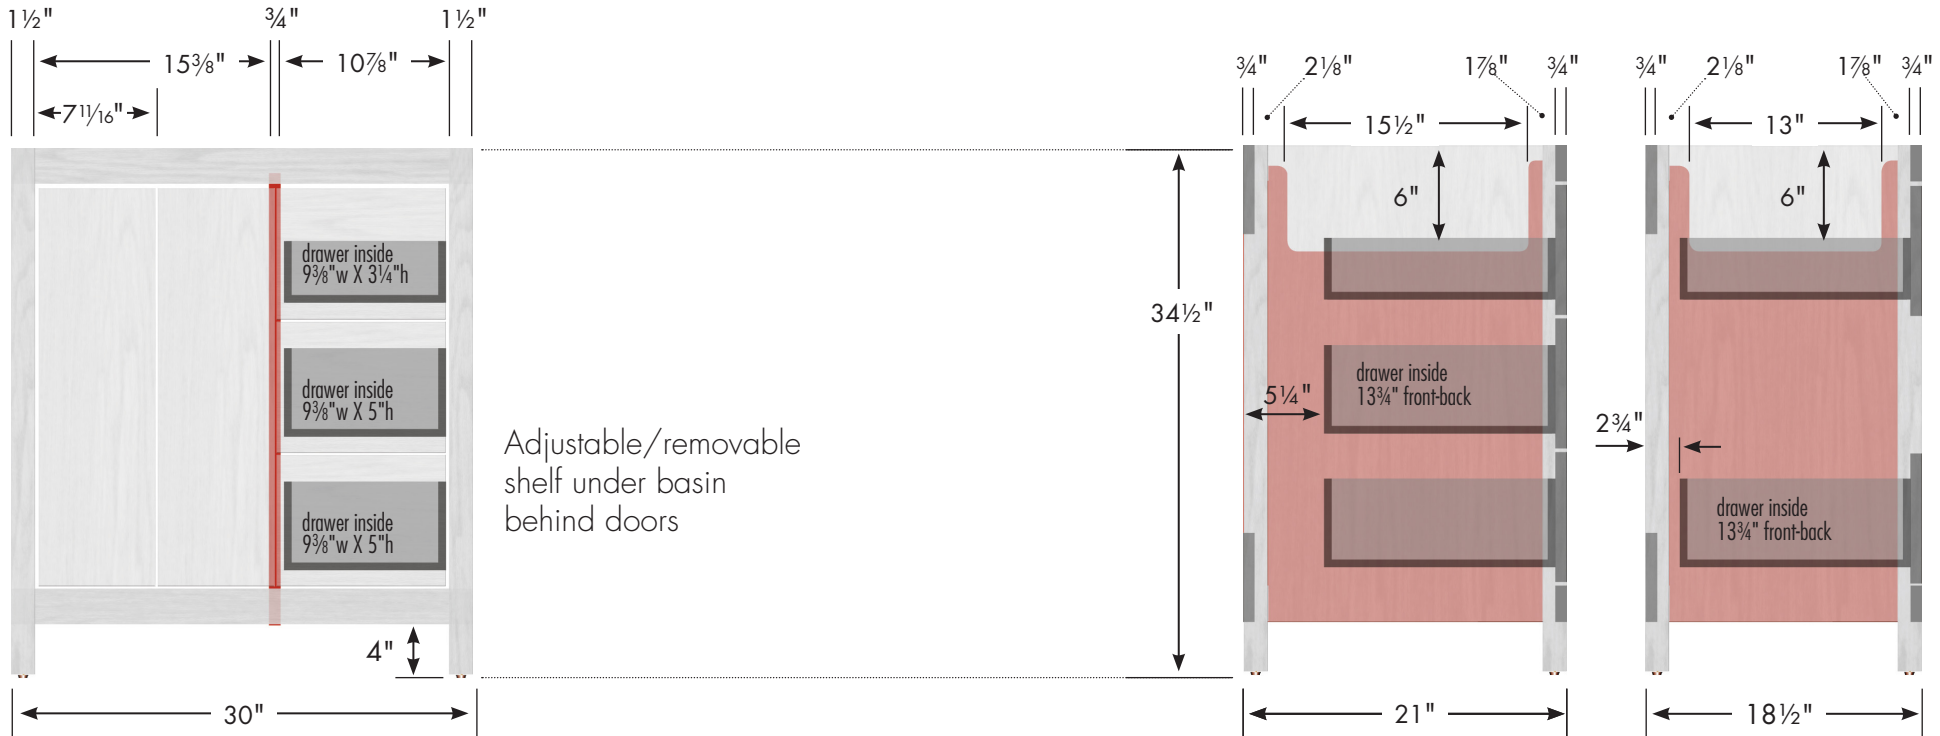 1½" ¾" 1½"
15⅜" 10⅞"
7 11/16"
drawer inside
9⅜"w X 3¼"h
drawer inside
9⅜"w X 5"h
drawer inside
9⅜"w X 5"h
4"
30"
Adjustable/removable
shelf under basin
behind doors
34½"
¾" 2⅛" 1⅞" ¾"
15½"
6"
5¼"
drawer inside
13¾" front-back
21"
¾" 2⅛" 1⅞" ¾"
13"
6"
2¾"
drawer inside
13¾" front-back
18½"